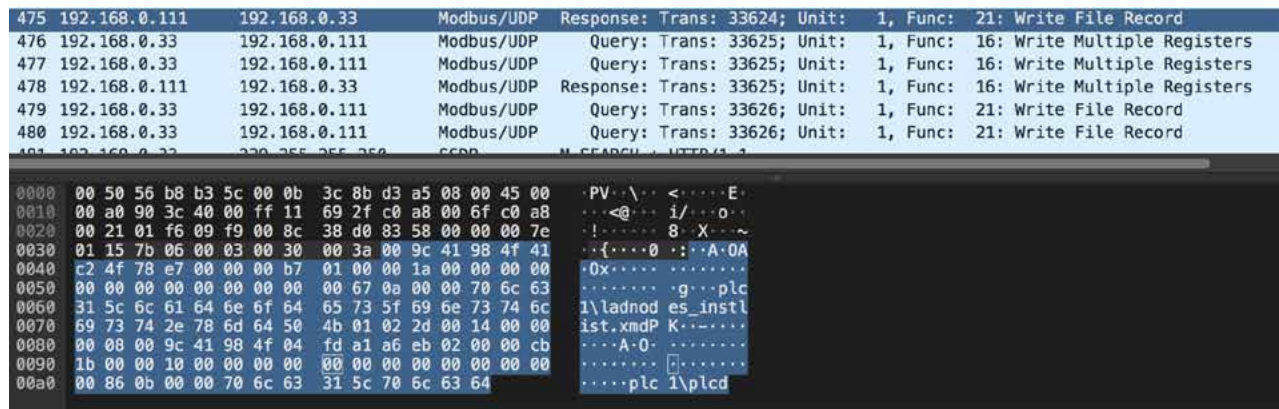 475 192.168.0.111 192.168.0.33 Modbus/UDP Response: Trans: 33624; Unit: 1, Func: 21: Write File Record
476 192.168.0.33 192.168.0.111 Modbus/UDP Query: Trans: 33625; Unit: 1, Func: 16: Write Multiple Registers
477 192.168.0.33 192.168.0.111 Modbus/UDP Query: Trans: 33625; Unit: 1, Func: 16: Write Multiple Registers
478 192.168.0.111 192.168.0.33 Modbus/UDP Response: Trans: 33625; Unit: 1, Func: 16: Write Multiple Registers
479 192.168.0.33 192.168.0.111 Modbus/UDP Query: Trans: 33626; Unit: 1, Func: 21: Write File Record
480 192.168.0.33 192.168.0.111 Modbus/UDP Query: Trans: 33626; Unit: 1, Func: 21: Write File Record
0000 00 50 56 b8 b3 5c 00 0b 3c 8b d3 a5 08 00 45 00 ·PV··\·· <·····E·
0010 00 a0 90 3c 40 00 ff 11 69 2f c0 a8 00 6f c0 a8 ···<@··· i/···o··
0020 00 21 01 f6 09 f9 00 8c 38 d0 83 58 00 00 00 7e ·!······ 8··X···~
0030 01 15 7b 06 00 03 00 30 00 3a 00 9c 41 98 4f 41 ··{····0 ·:··A·OA
0040 c2 4f 78 e7 00 00 00 b7 01 00 00 1a 00 00 00 00 ·Ox····· ········
0050 00 00 00 00 00 00 00 00 00 67 0a 00 00 70 6c 63 ········ ·g···plc
0060 31 5c 6c 61 64 6e 6f 64 65 73 5f 69 6e 73 74 6c 1\ladnod es_instl
0070 69 73 74 2e 78 6d 64 50 4b 01 02 2d 00 14 00 00 ist.xmdP K··-····
0080 00 08 00 9c 41 98 4f 04 fd a1 a6 eb 02 00 00 cb ····A·O· ········
0090 1b 00 00 10 00 00 00 00 00 00 00 00 00 00 00 00 ········ ········
00a0 00 86 0b 00 00 70 6c 63 31 5c 70 6c 63 64 ·····plc 1\plcd